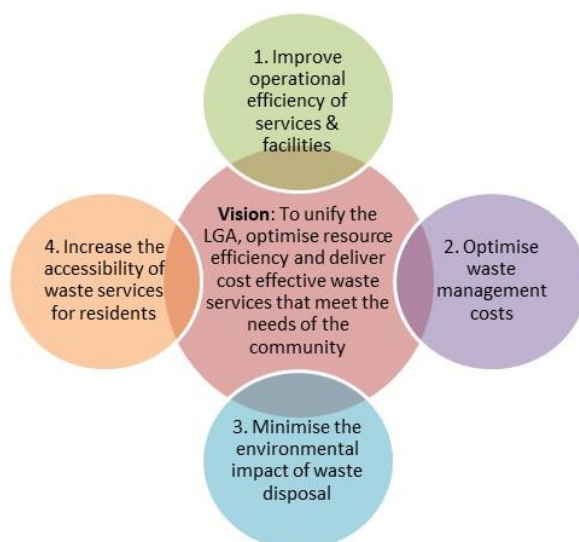 1. Improve
operational
efficiency of
services &
facilities
Vision: To unify the
LGA, optimise resource
efficiency and deliver
cost effective waste
services that meet the
needs of the
community
2. Optimise
waste
management
costs
3. Minimise the
environmental
impact of waste
disposal
4. Increase the
accessibility of
waste services
for residents